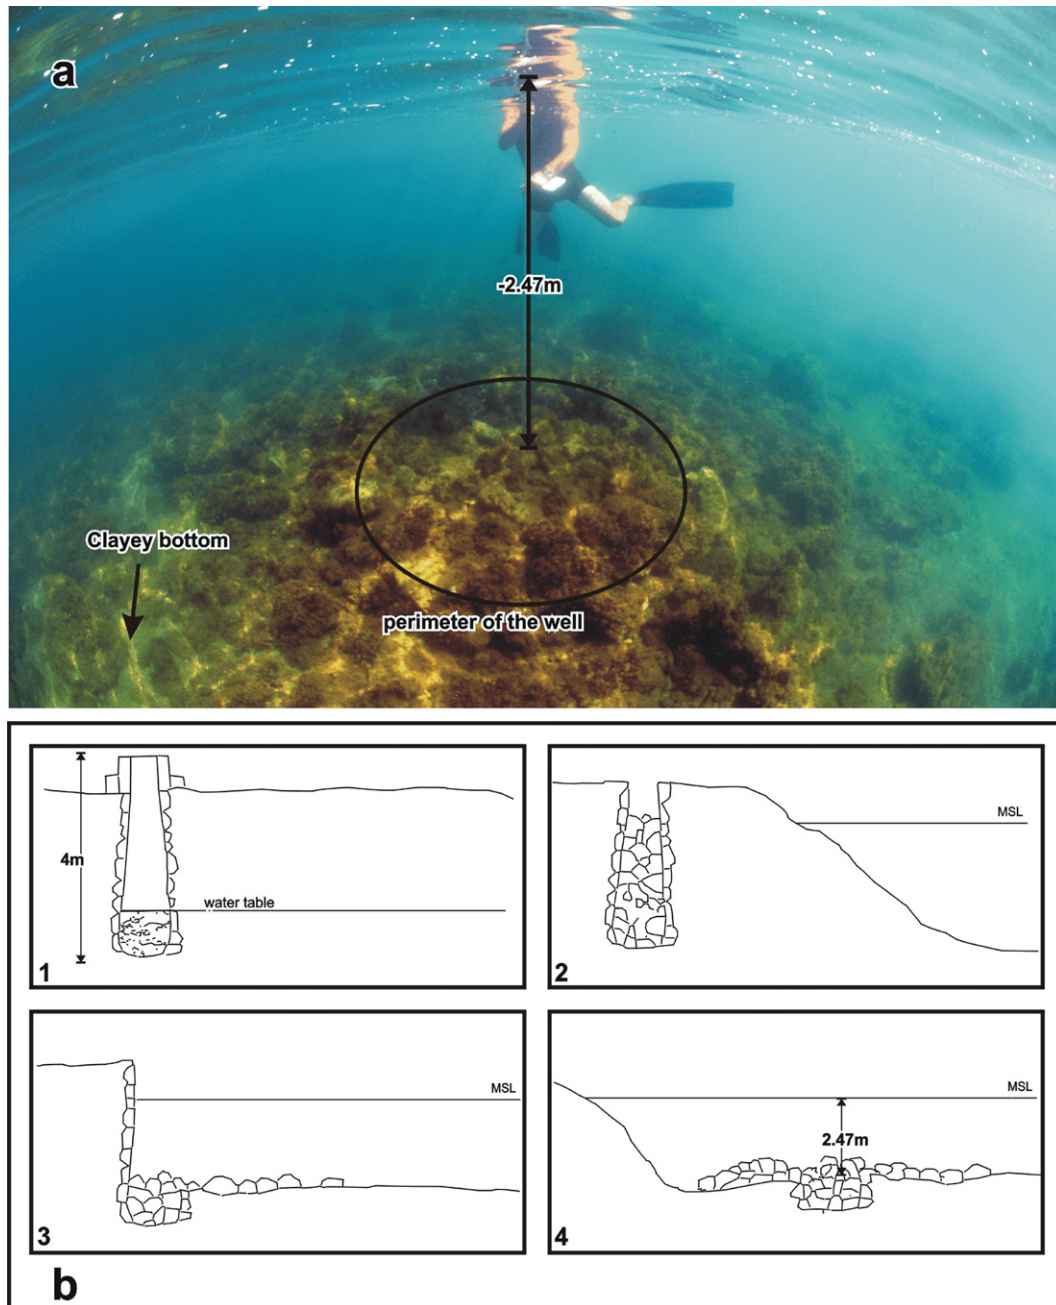 a
-2.47m
Clayey bottom
perimeter of the well
4m
water table
1
MSL
2
MSL
3
MSL
2.47m
4
b